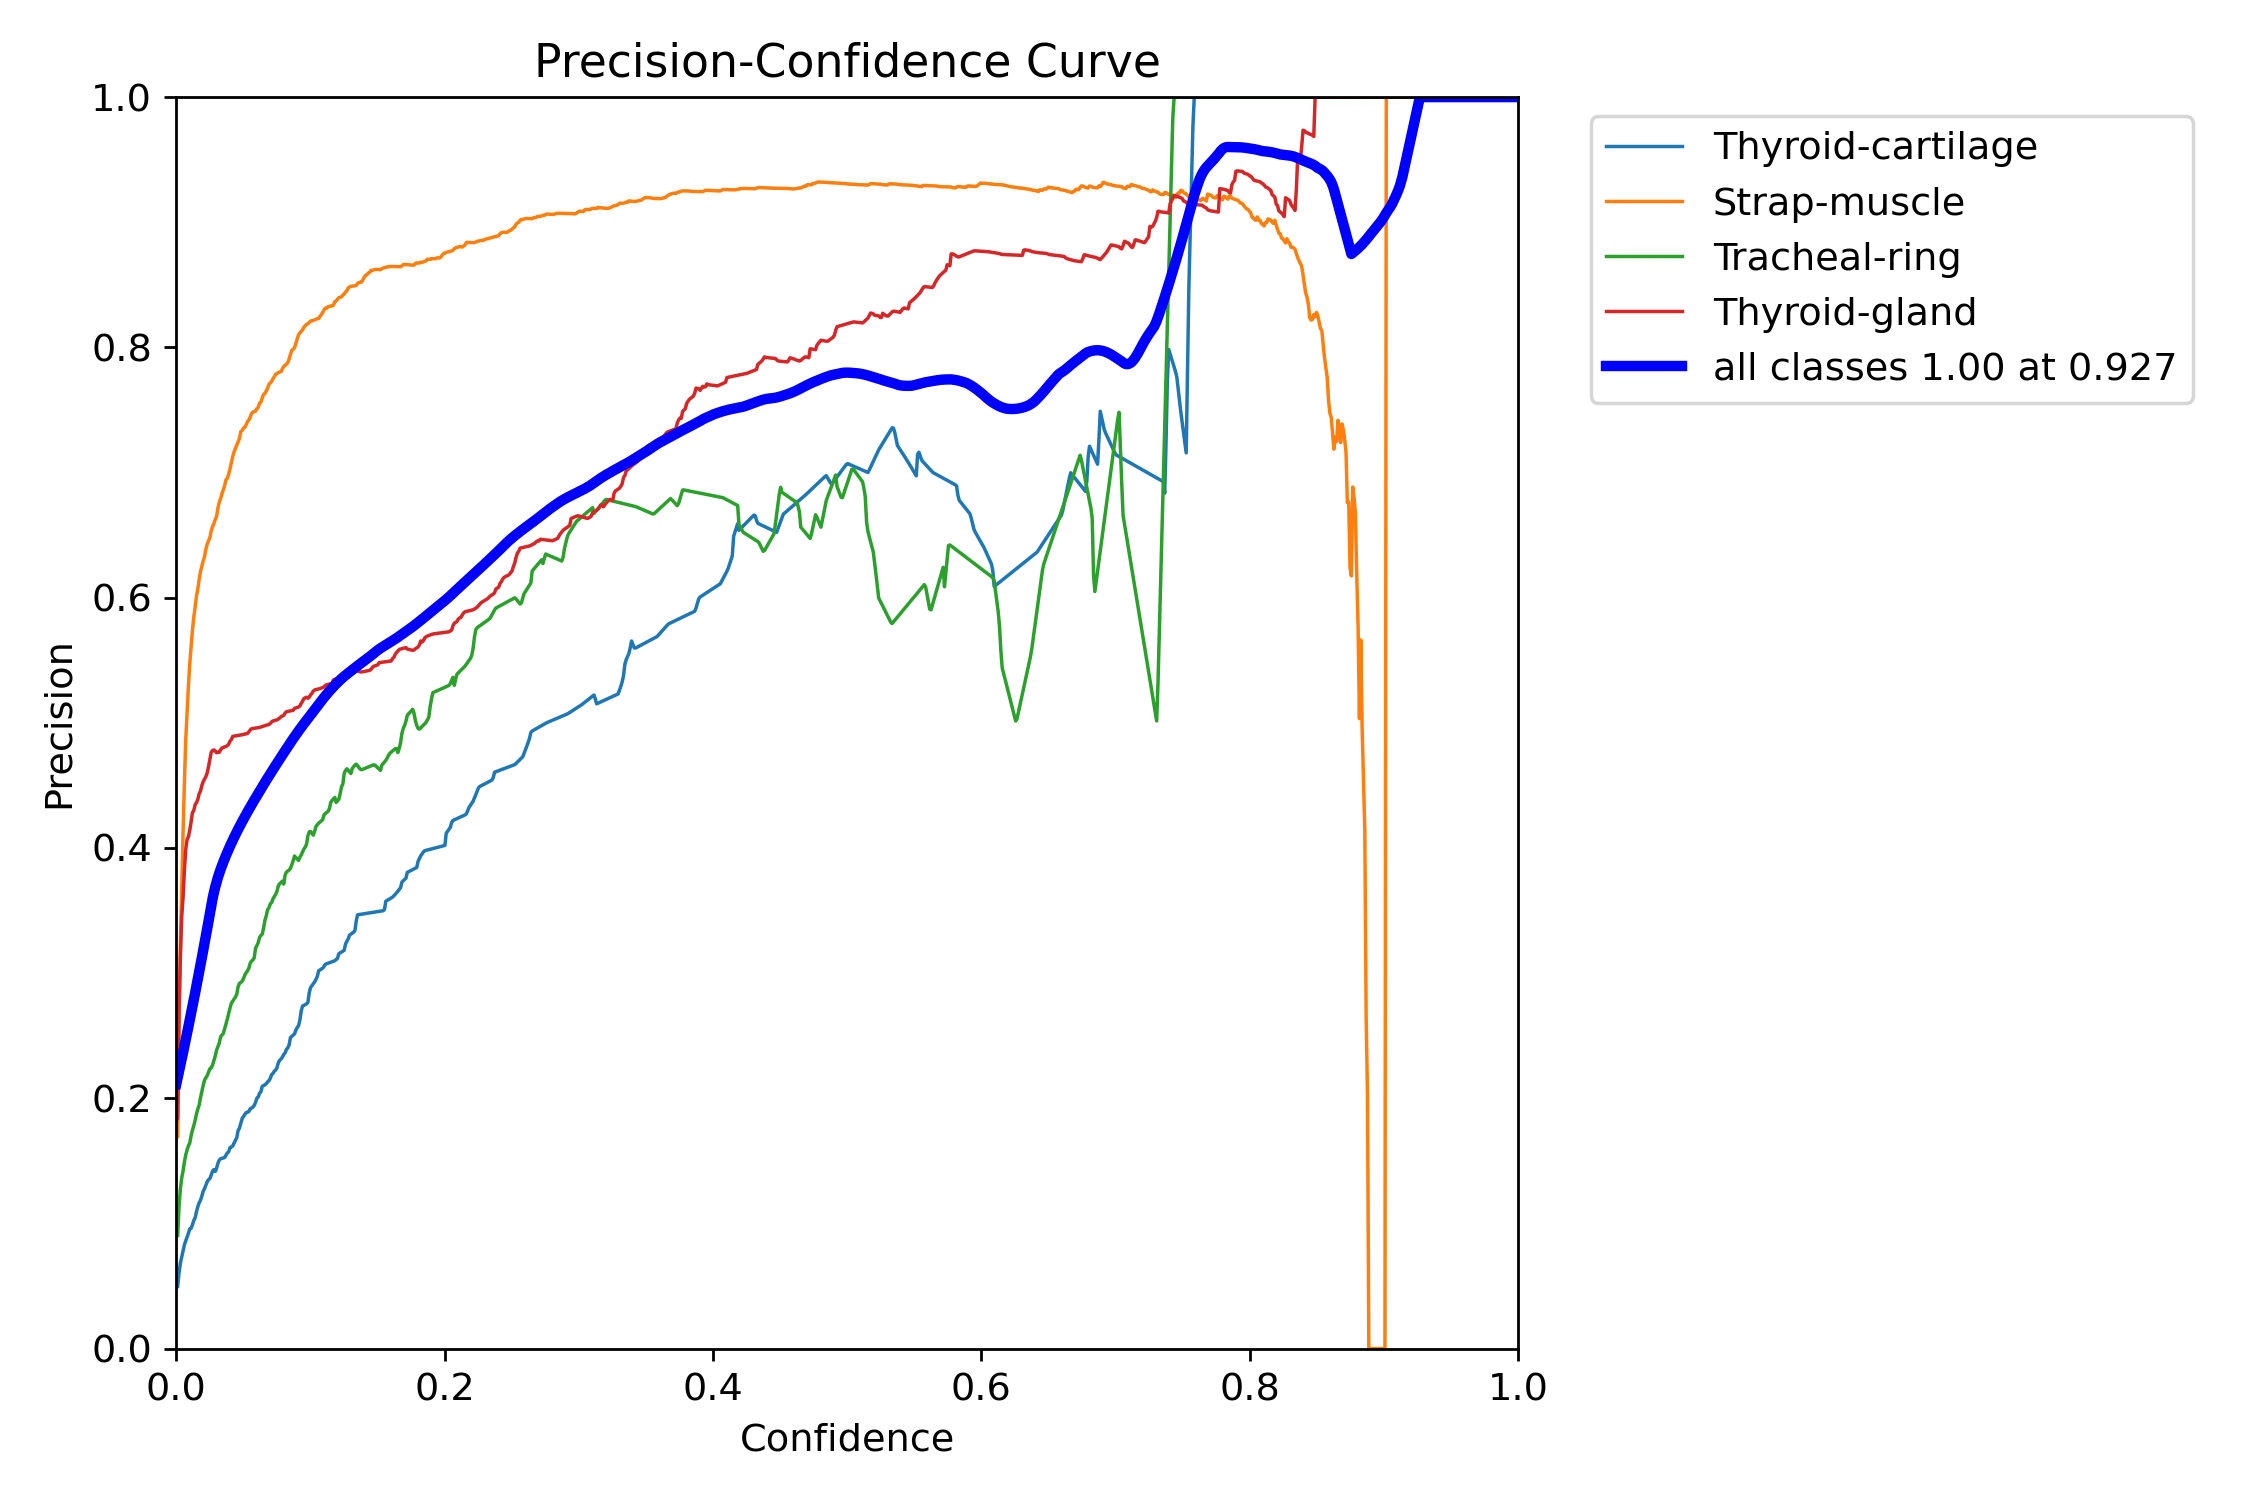 Precision-Confidence Curve
1.0
0.8
0.6
0.4
0.2
0.0
Precision
0.0 0.2 0.4 0.6 0.8 1.0
Confidence
Thyroid-cartilage
Strap-muscle
Tracheal-ring
Thyroid-gland
all classes 1.00 at 0.927